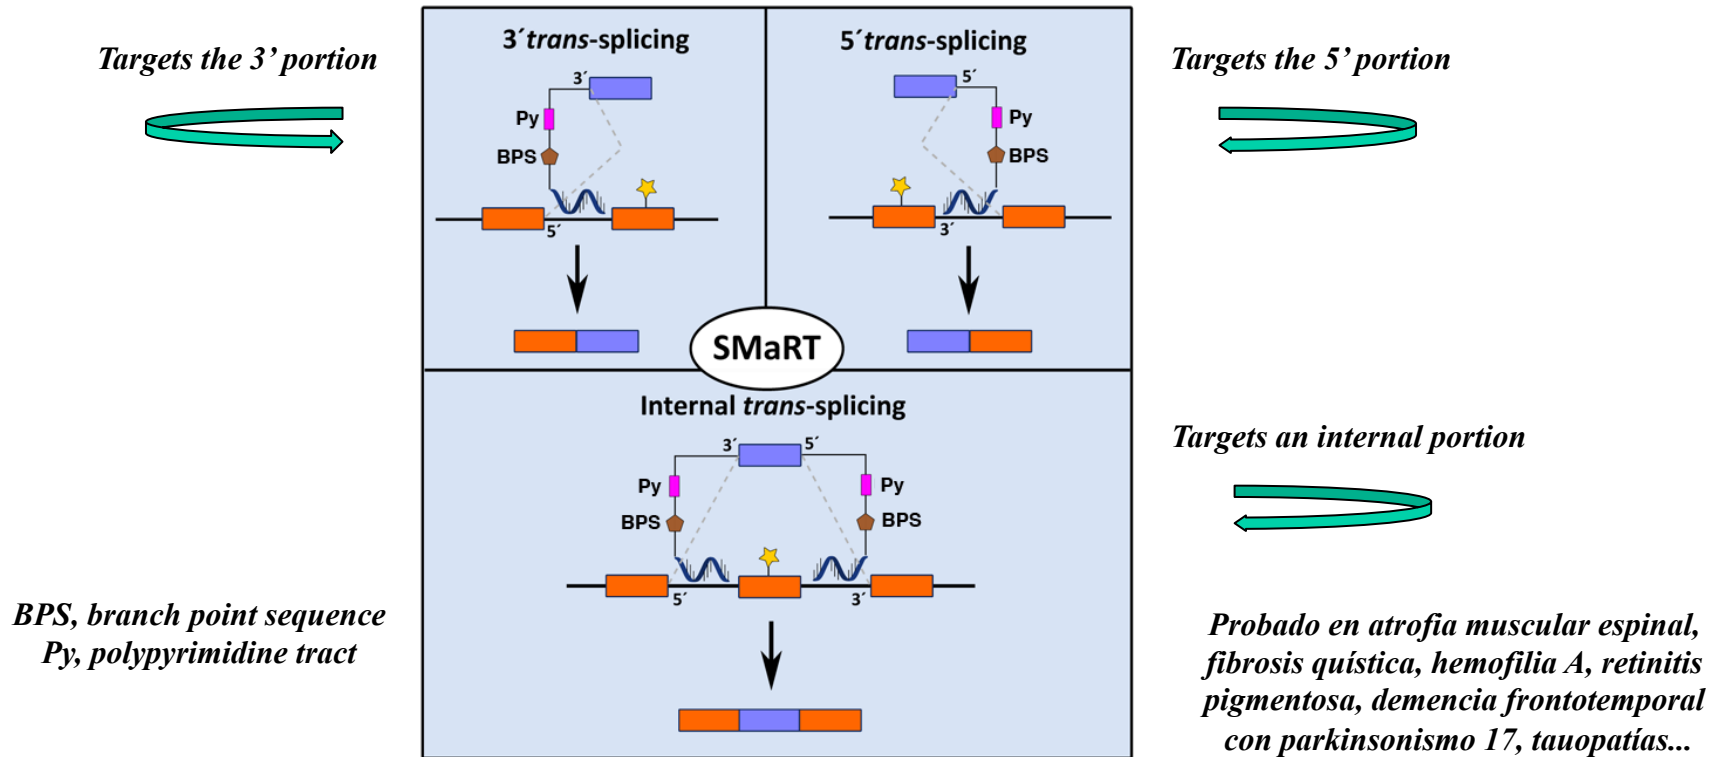 Targets the 3’ portion
3´trans-splicing
3´
Py
BPS
5´
5´trans-splicing
5´
Py
BPS
3´
Targets the 5’ portion
SMaRT
Internal trans-splicing
3´
5´
Py
Py
BPS
BPS
5´
3´
Targets an internal portion
BPS, branch point sequence
Py, polypyrimidine tract
Probado en atrofia muscular espinal,
fibrosis quística, hemofilia A, retinitis
pigmentosa, demencia frontotemporal
con parkinsonismo 17, tauopatías...